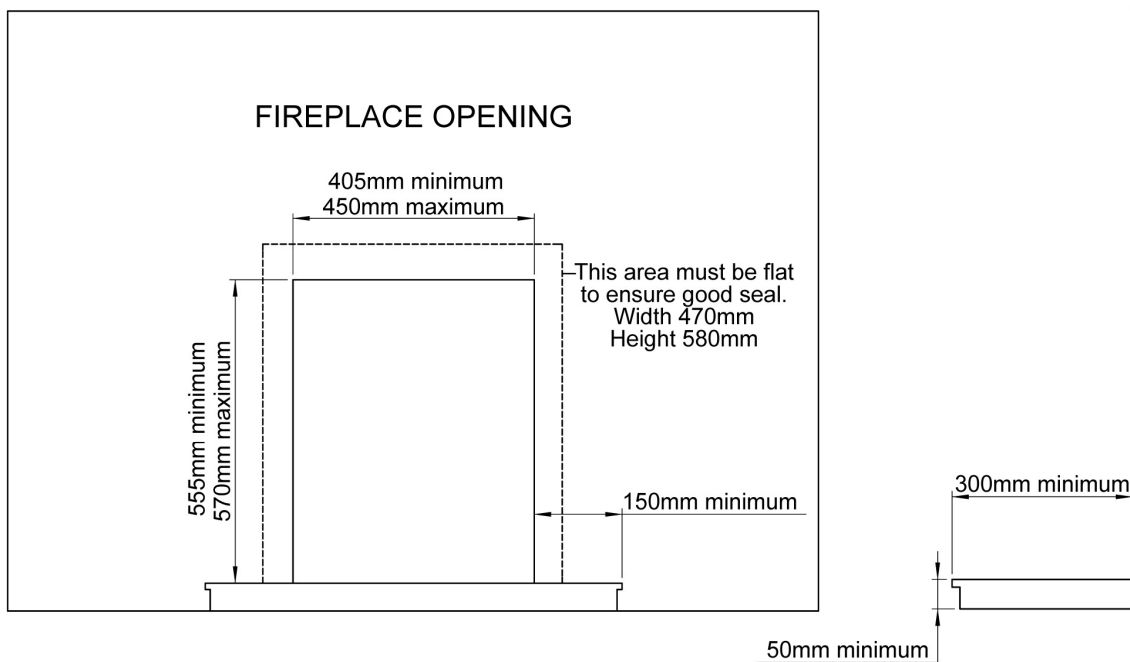 FIREPLACE OPENING
405mm minimum
450mm maximum
This area must be flat
to ensure good seal.
Width 470mm
Height 580mm
555mm minimum
570mm maximum
150mm minimum
300mm minimum
50mm minimum